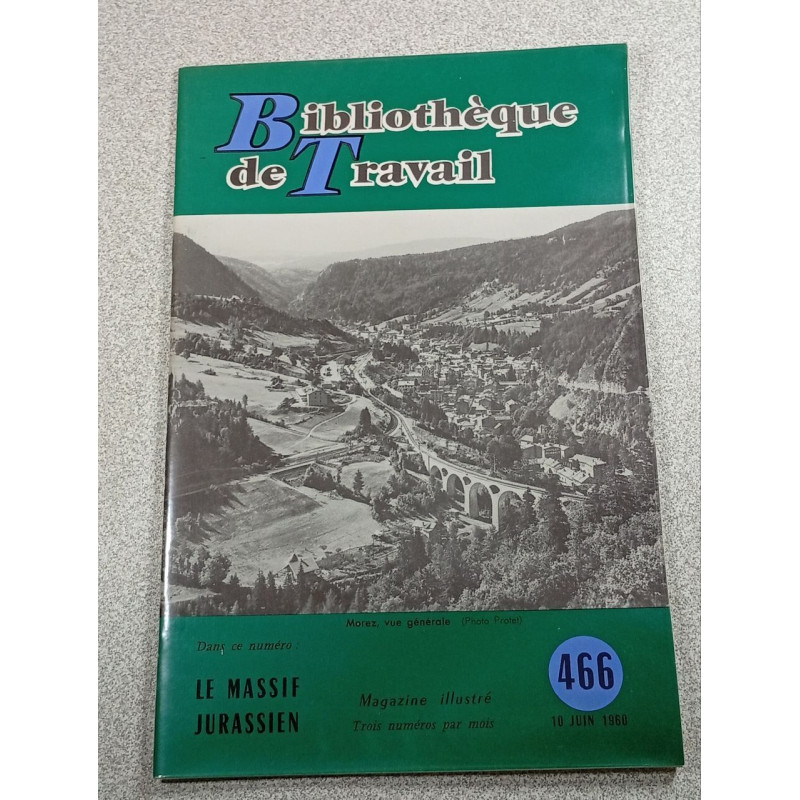 Bibliothèque
de Travail
Morez, vue générale (Photo Protet)
Dans ce numéro :
LE MASSIF
JURASSIEN
Magazine illustré
Trois numéros par mois
466
10 JUIN 1960